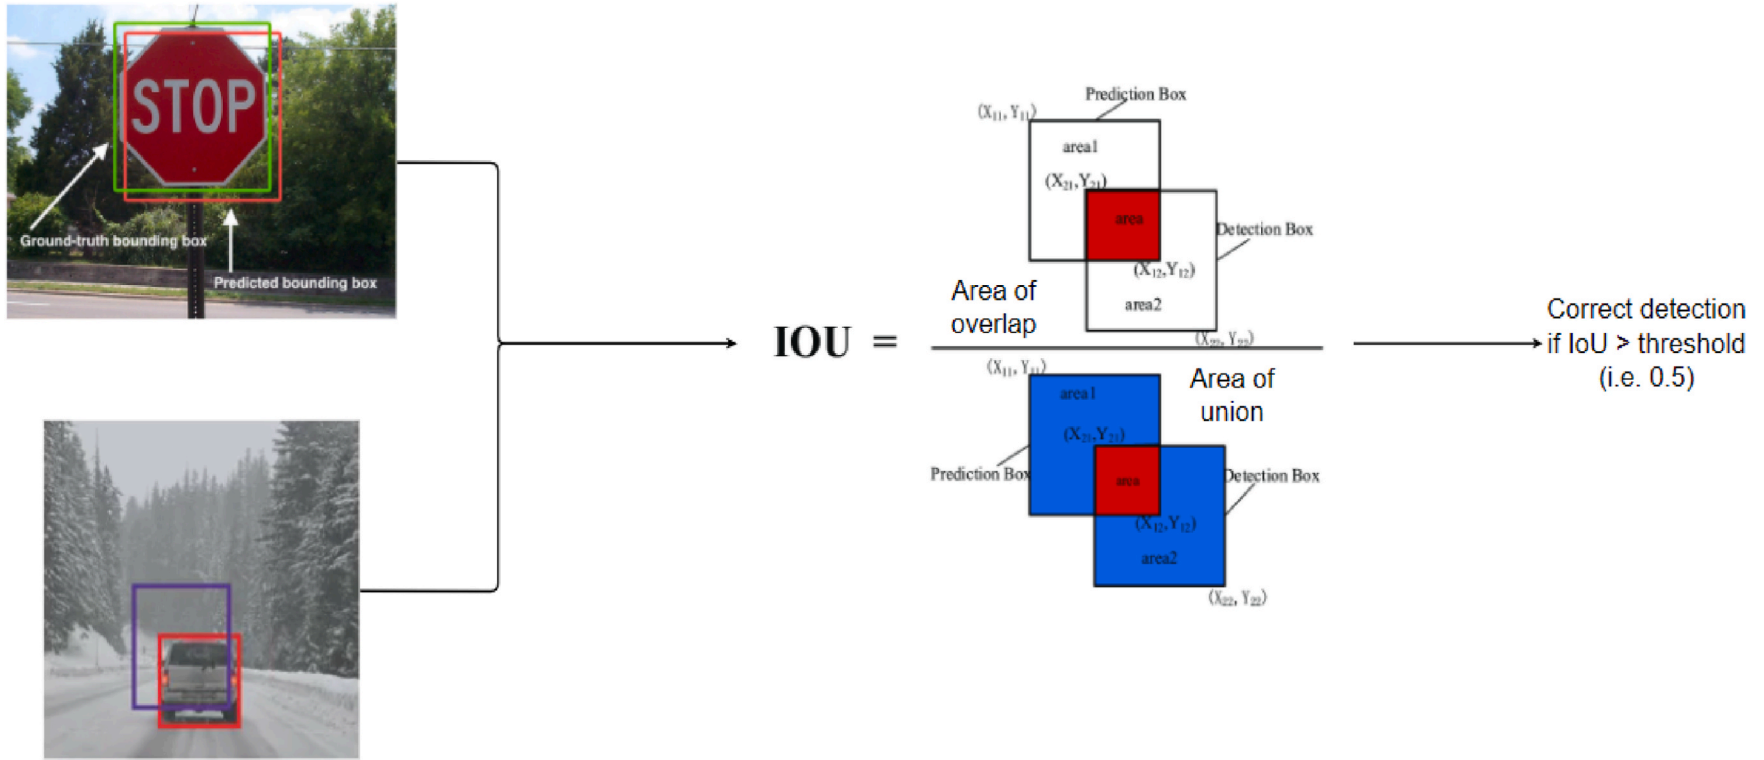 STOP
Ground-truth bounding box
Predicted bounding box
IOU =
Prediction Box
(X₁₁, Y₁₁)
area1
(X₂₁,Y₂₁)
area
Detection Box
(X₁₂,Y₁₂)
area2
(X₂₂, Y₂₂)
Area of
overlap
(X₁₁, Y₁₁)
area1
Area of
union
(X₂₁,Y₂₁)
Prediction Box
area
Detection Box
(X₁₂,Y₁₂)
area2
(X₂₂, Y₂₂)
Correct detection
if IoU > threshold
(i.e. 0.5)